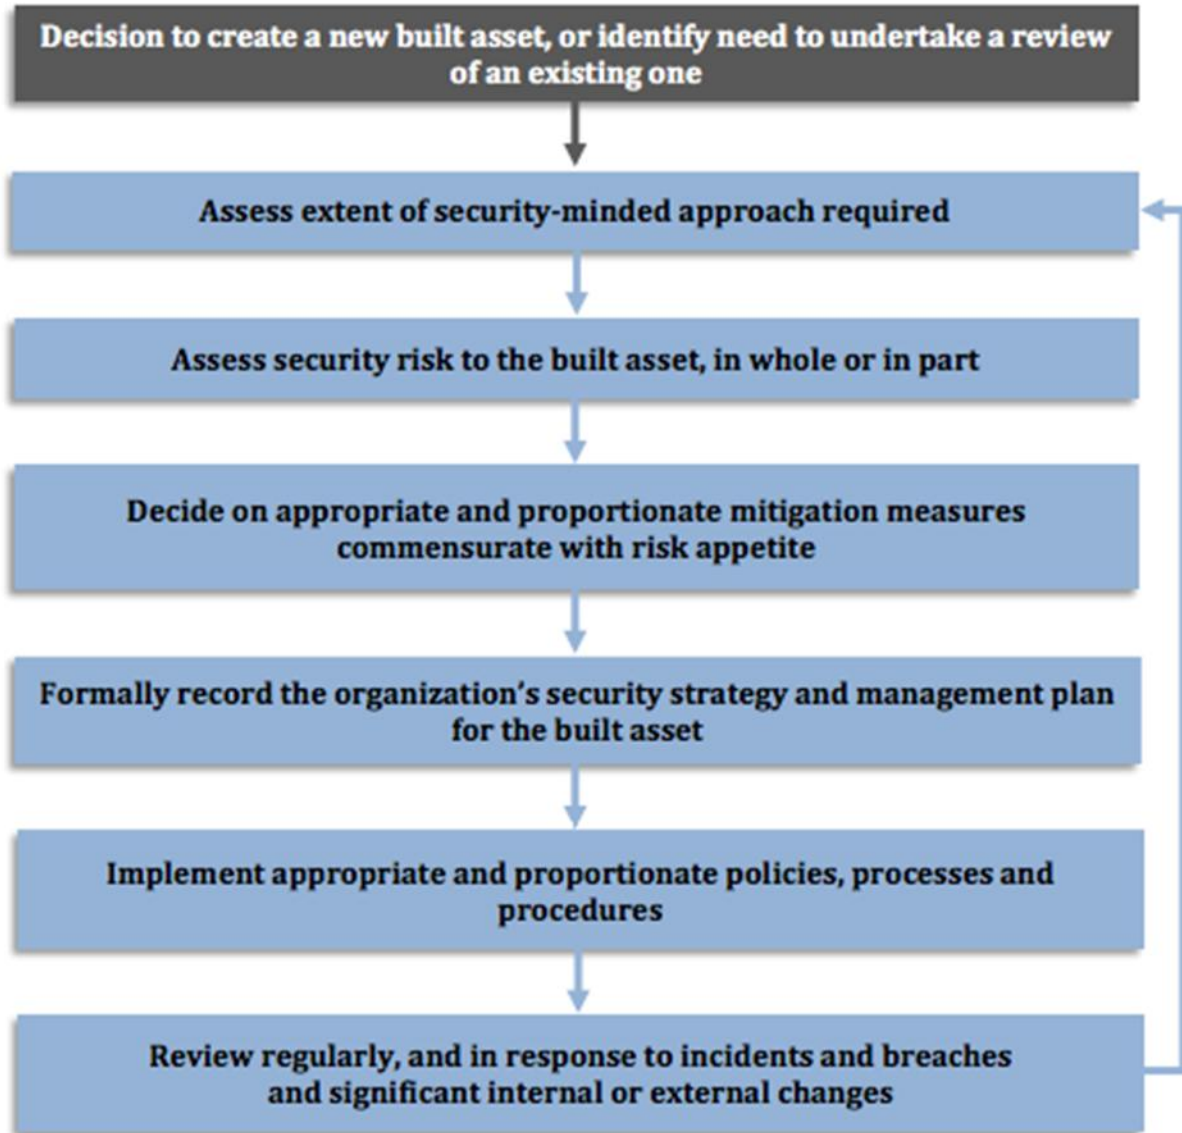 Decision to create a new built asset, or identify need to undertake a review
of an existing one
Assess extent of security-minded approach required
Assess security risk to the built asset, in whole or in part
Decide on appropriate and proportionate mitigation measures
commensurate with risk appetite
Formally record the organization’s security strategy and management plan
for the built asset
Implement appropriate and proportionate policies, processes and
procedures
Review regularly, and in response to incidents and breaches
and significant internal or external changes